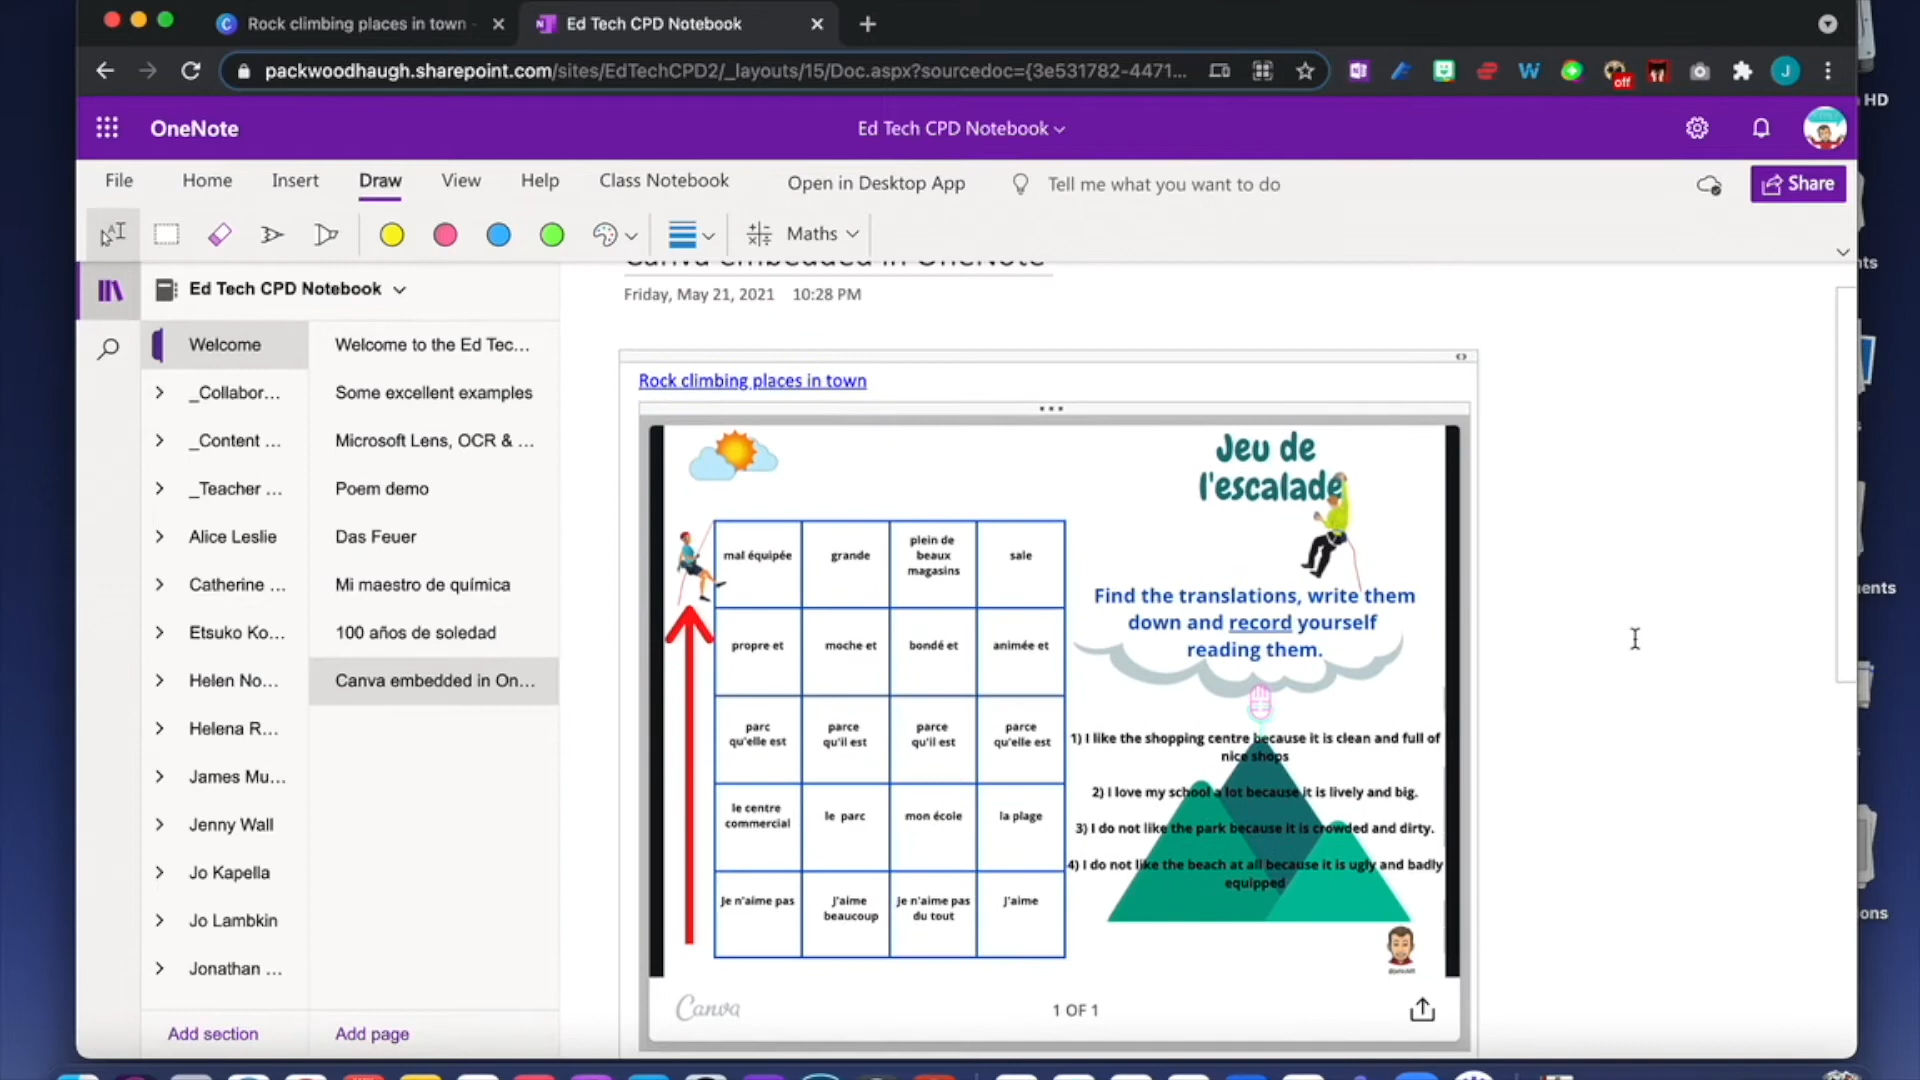 Rock climbing places in town -
Ed Tech CPD Notebook
packwoodhaugh.sharepoint.com/sites/EdTechCPD2/_layouts/15/Doc.aspx?sourcedoc={3e531782-4471...
off
J
HD
OneNote
Ed Tech CPD Notebook
File
Home
Insert
Draw
View
Help
Class Notebook
Open in Desktop App
Tell me what you want to do
Share
Maths
Ed Tech CPD Notebook
Canva embedded in OneNote
Friday, May 21, 2021 10:28 PM
Welcome
_Collabor...
_Content ...
_Teacher ...
Alice Leslie
Catherine ...
Etsuko Ko...
Helen No...
Helena R...
James Mu...
Jenny Wall
Jo Kapella
Jo Lambkin
Jonathan ...
Add section
Welcome to the Ed Tec...
Some excellent examples
Microsoft Lens, OCR & ...
Poem demo
Das Feuer
Mi maestro de química
100 años de soledad
Canva embedded in On...
Add page
Rock climbing places in town
Jeu de
l'escalade
mal équipée
grande
plein de
beaux
magasins
sale
propre et
moche et
bondé et
animée et
parc
qu'elle est
parce
qu'il est
parce
qu'il est
parce
qu'elle est
le centre
commercial
le parc
mon école
la plage
Je n'aime pas
J'aime
beaucoup
Je n'aime pas
du tout
J'aime
Find the translations, write them
down and record yourself
reading them.
1) I like the shopping centre because it is clean and full of
nice shops
2) I love my school a lot because it is lively and big.
3) I do not like the park because it is crowded and dirty.
4) I do not like the beach at all because it is ugly and badly
equipped
Canva
1 OF 1
nts
ients
ions